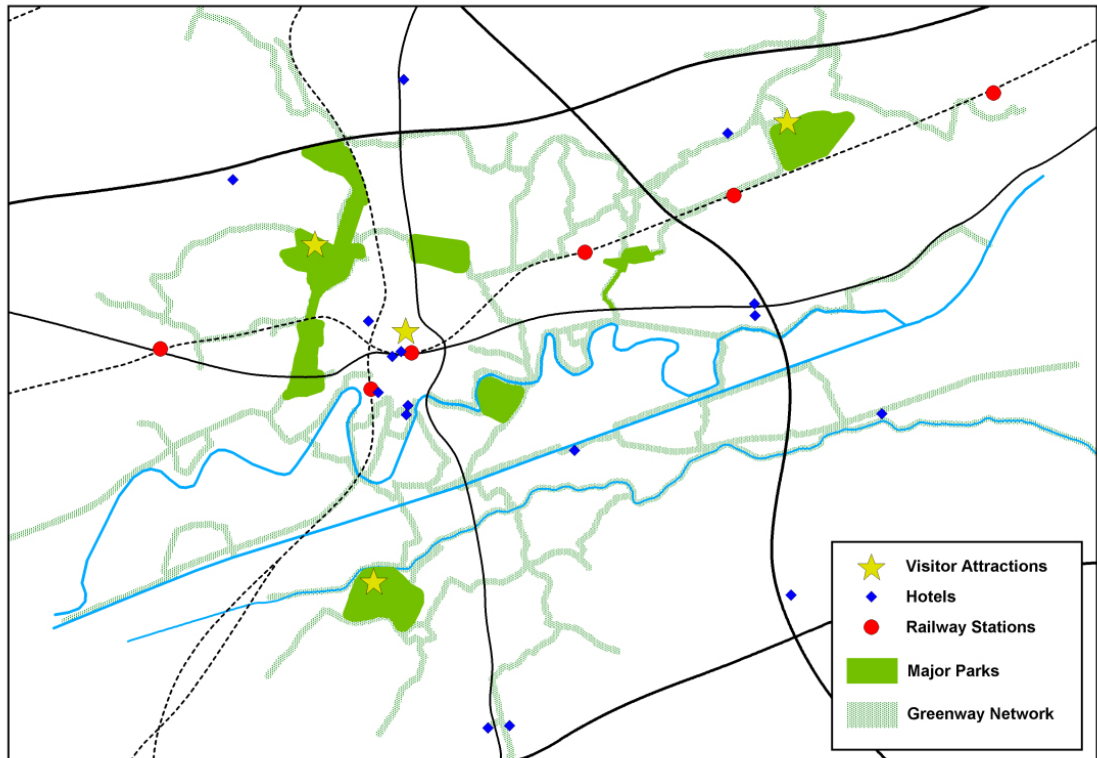 Visitor Attractions
Hotels
Railway Stations
Major Parks
Greenway Network